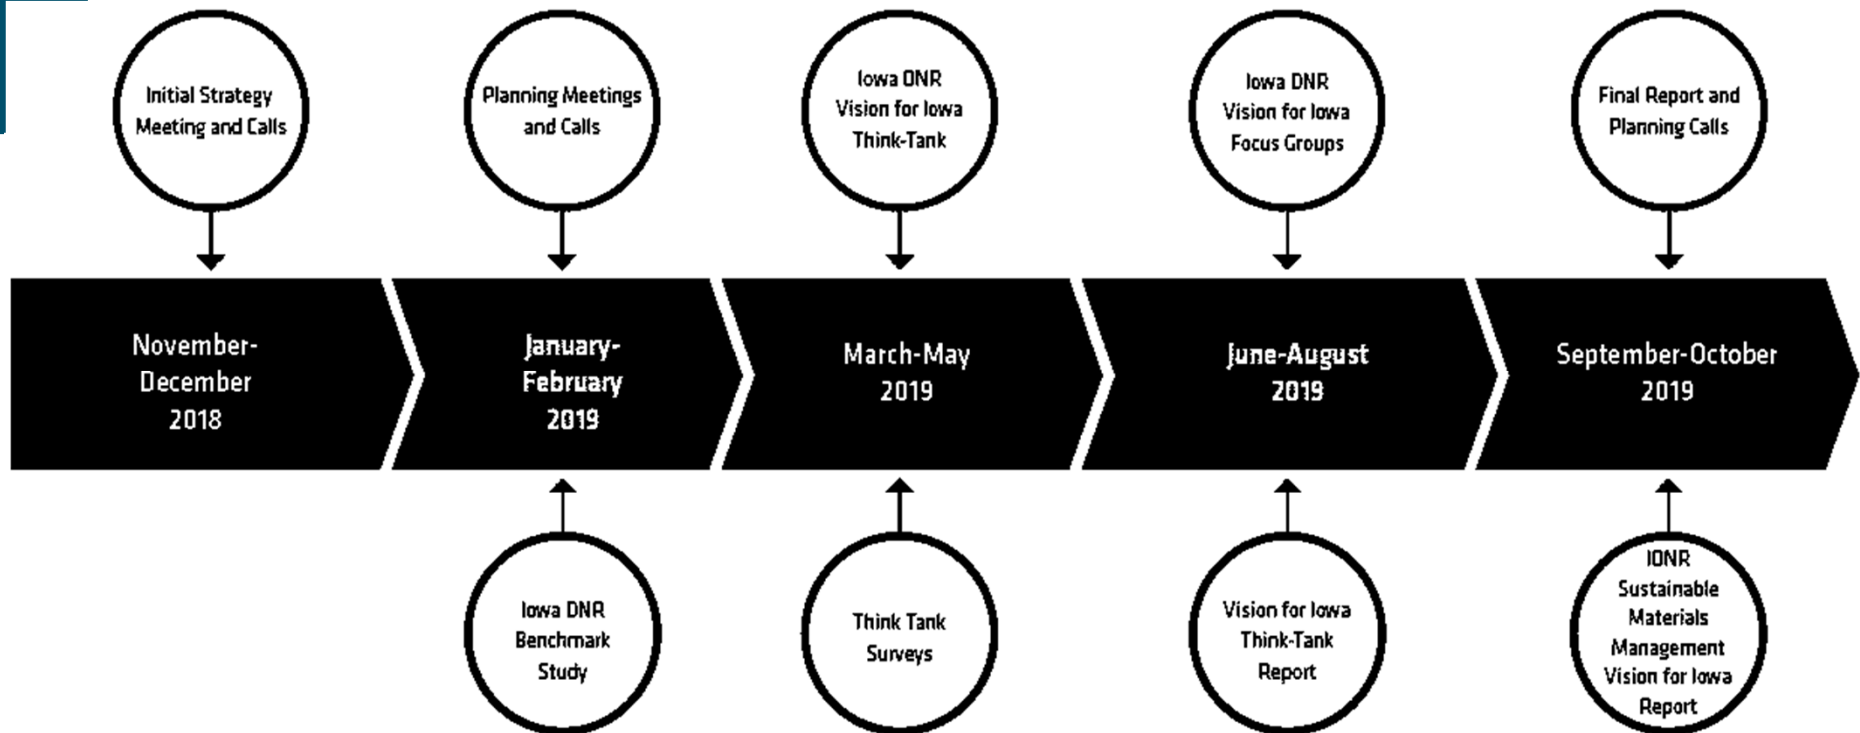 Initial Strategy
Meeting and Calls
Planning Meetings
and Calls
Iowa ONR
Vision for Iowa
Think-Tank
Iowa DNR
Vision for Iowa
Focus Groups
Final Report and
Planning Calls
November-
December
2018
January-
February
2019
March-May
2019
June-August
2019
September-October
2019
Iowa DNR
Benchmark
Study
Think Tank
Surveys
Vision for Iowa
Think-Tank
Report
IONR
Sustainable
Materials
Management
Vision for Iowa
Report